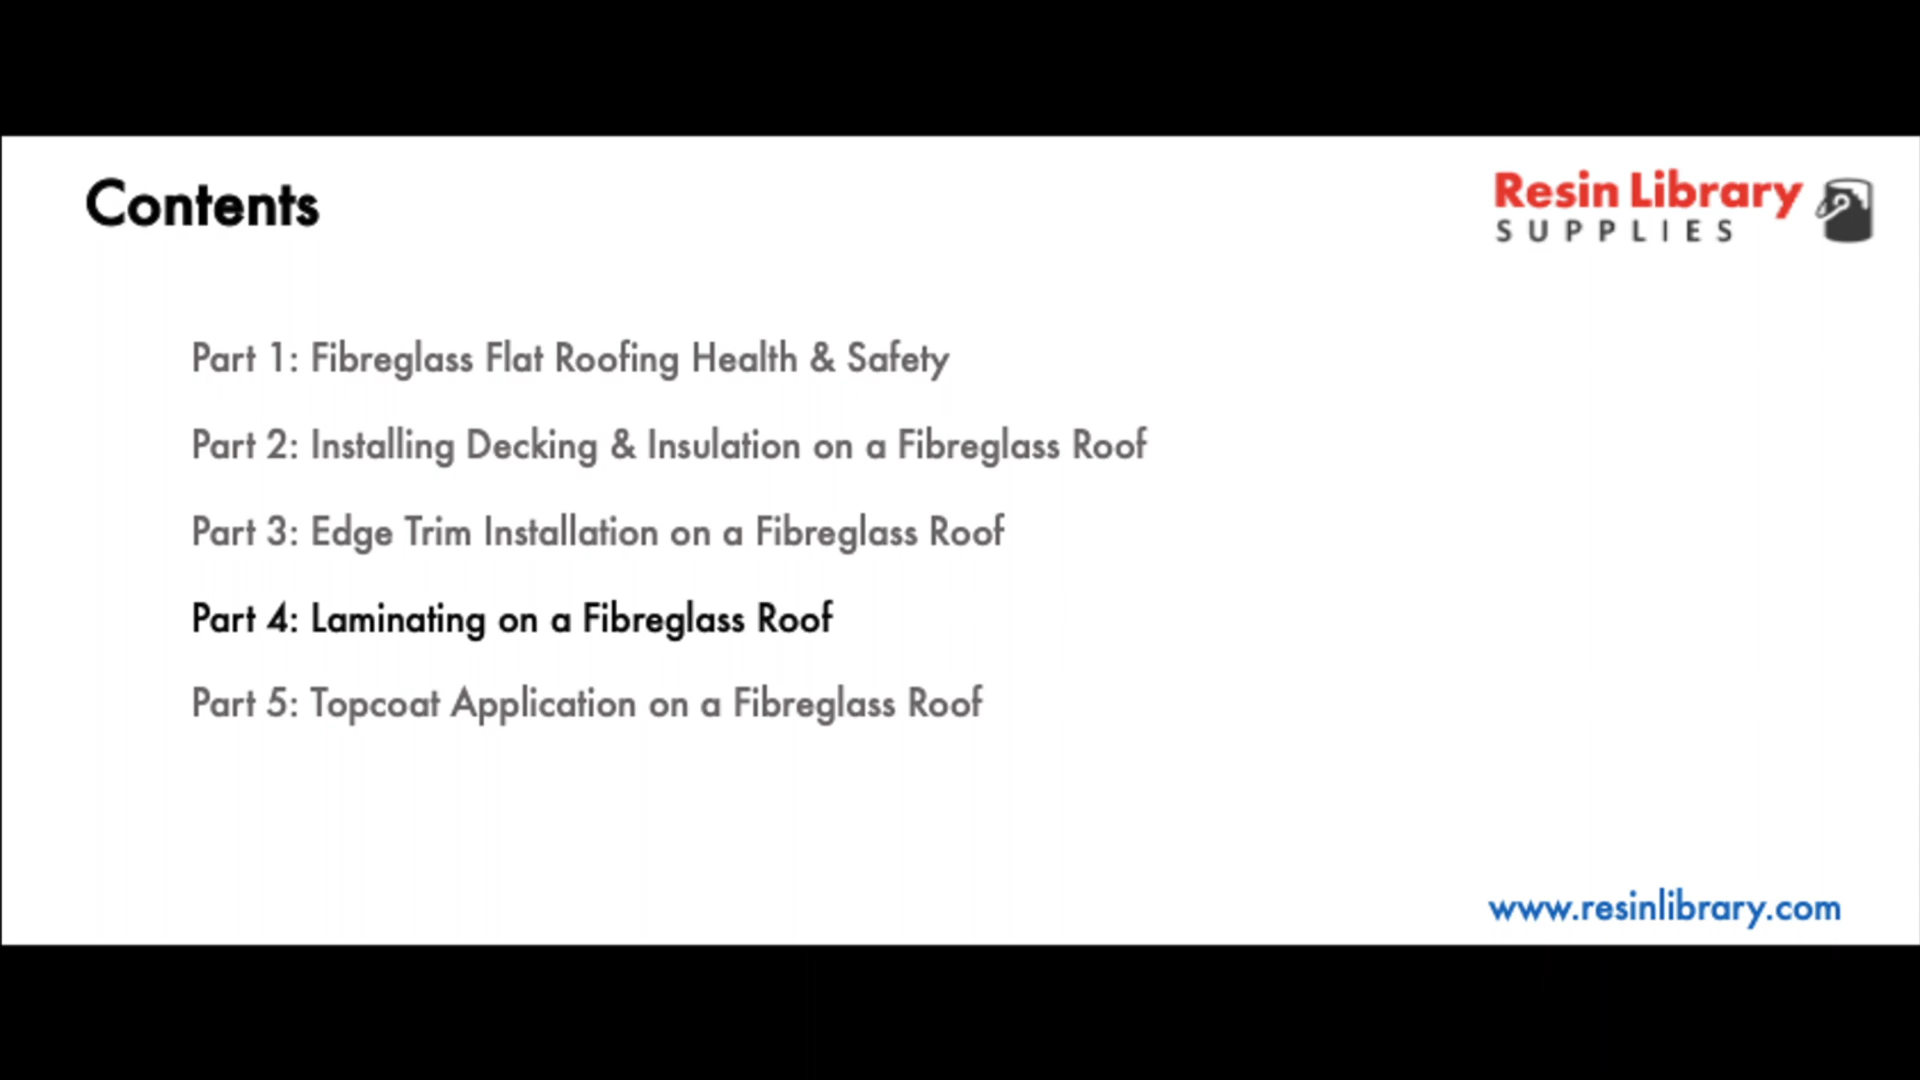 Contents
Resin Library
SUPPLIES
Part 1: Fibreglass Flat Roofing Health & Safety
Part 2: Installing Decking & Insulation on a Fibreglass Roof
Part 3: Edge Trim Installation on a Fibreglass Roof
Part 4: Laminating on a Fibreglass Roof
Part 5: Topcoat Application on a Fibreglass Roof
www.resinlibrary.com